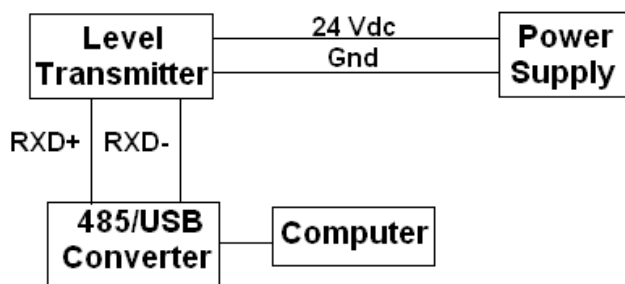 Level
Transmitter
24 Vdc
Gnd
Power
Supply
RXD+
RXD-
485/USB
Converter
Computer